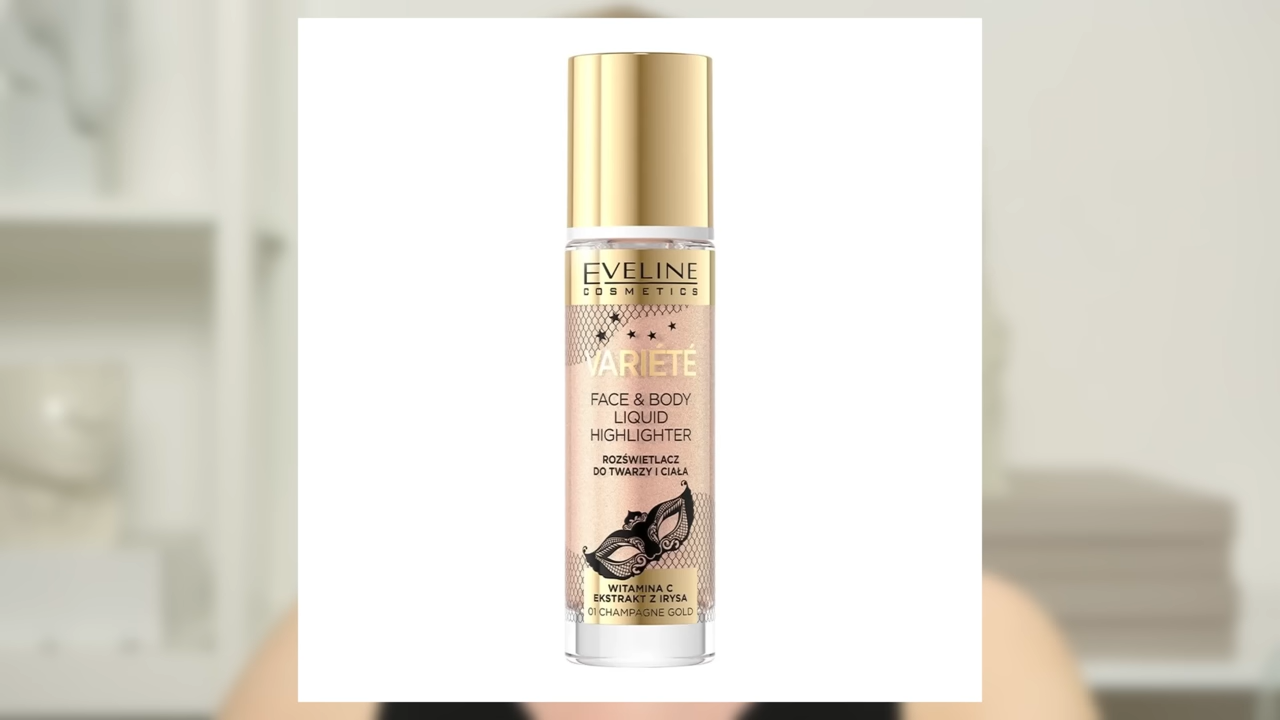 EVELINE
COSMETICS
VARIÉTÉ
FACE & BODY
LIQUID
HIGHLIGHTER
ROZŚWIETLACZ
DO TWARZY I CIAŁA
WITAMINA C
EKSTRAKT Z IRYSA
01 CHAMPAGNE GOLD